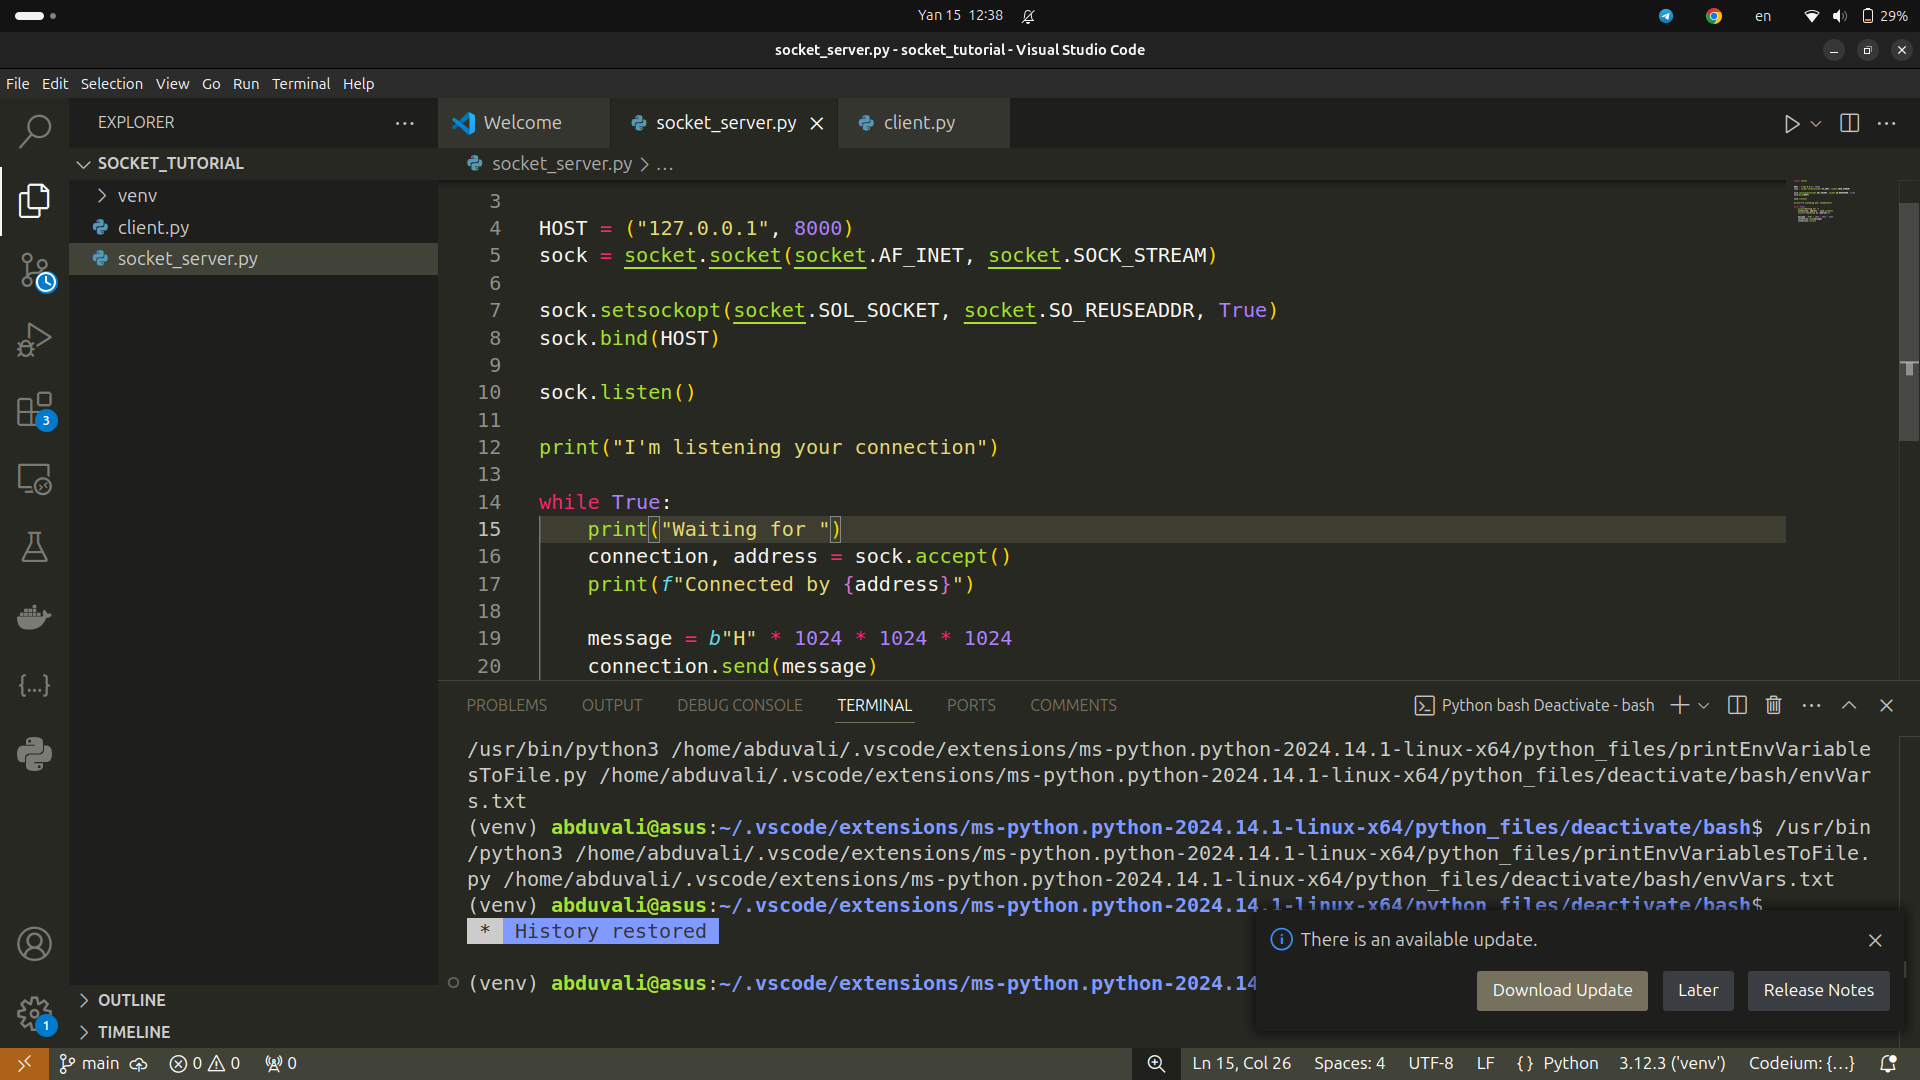 Yan 15 12:38
en
29%
socket_server.py - socket_tutorial - Visual Studio Code
File Edit Selection View Go Run Terminal Help
EXPLORER
SOCKET_TUTORIAL
venv
client.py
socket_server.py
3
1
OUTLINE
TIMELINE
Welcome
socket_server.py
client.py
socket_server.py > ...
3
4 HOST = ("127.0.0.1", 8000)
5 sock = socket.socket(socket.AF_INET, socket.SOCK_STREAM)
6
7 sock.setsockopt(socket.SOL_SOCKET, socket.SO_REUSEADDR, True)
8 sock.bind(HOST)
9
10 sock.listen()
11
12 print("I'm listening your connection")
13
14 while True:
15 print("Waiting for ")
16 connection, address = sock.accept()
17 print(f"Connected by {address}")
18
19 message = b"H" * 1024 * 1024 * 1024
20 connection.send(message)
PROBLEMS OUTPUT DEBUG CONSOLE TERMINAL PORTS COMMENTS
Python bash Deactivate - bash
/usr/bin/python3 /home/abduvali/.vscode/extensions/ms-python.python-2024.14.1-linux-x64/python_files/printEnvVariable
sToFile.py /home/abduvali/.vscode/extensions/ms-python.python-2024.14.1-linux-x64/python_files/deactivate/bash/envVar
s.txt
(venv) abduvali@asus:~/.vscode/extensions/ms-python.python-2024.14.1-linux-x64/python_files/deactivate/bash$ /usr/bin
/python3 /home/abduvali/.vscode/extensions/ms-python.python-2024.14.1-linux-x64/python_files/printEnvVariablesToFile.
py /home/abduvali/.vscode/extensions/ms-python.python-2024.14.1-linux-x64/python_files/deactivate/bash/envVars.txt
(venv) abduvali@asus:~/.vscode/extensions/ms-python.python-2024.14.1-linux-x64/python_files/deactivate/bash$
* History restored
(venv) abduvali@asus:~/.vscode/extensions/ms-python.python-2024.14
There is an available update.
Download Update Later Release Notes
main 0 0 0
Ln 15, Col 26 Spaces: 4 UTF-8 LF {} Python 3.12.3 ('venv') Codeium: {...}